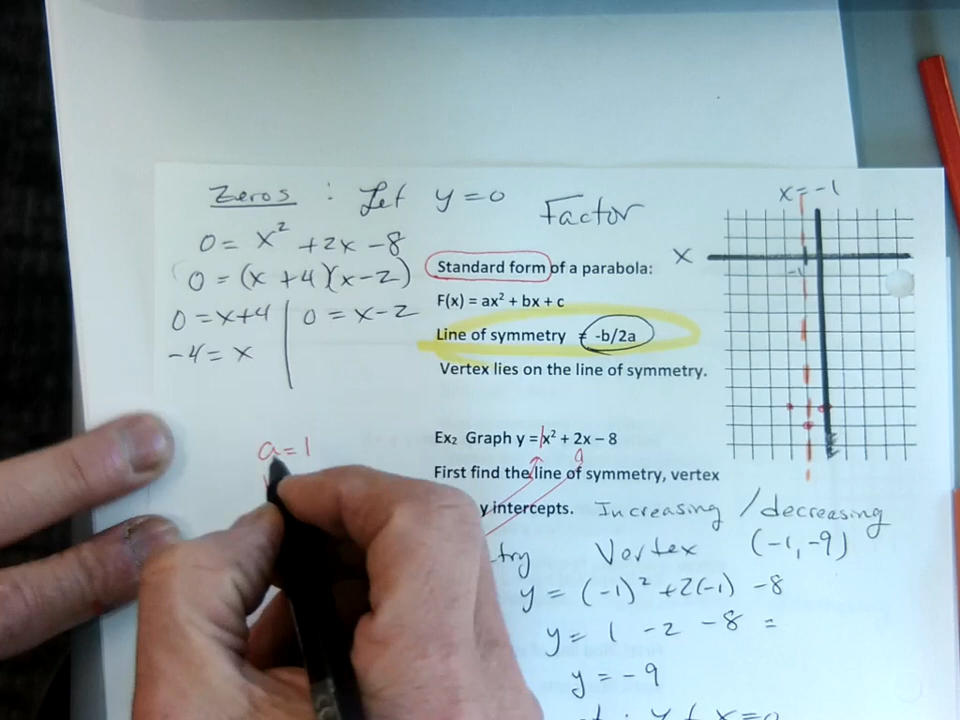 Zeros : Let y=0 Factor
0 = x² +2x -8
0 = (x +4)(x-2)
0 = x+4 | 0 = x-2
-4 = x
a = 1
Standard form of a parabola:
F(x) = ax² + bx + c
Line of symmetry = -b/2a
Vertex lies on the line of symmetry.
Ex2 Graph y = 1x² + 2x – 8
First find the line of symmetry, vertex
y intercepts. Increasing /decreasing
try Vertex (-1,-9)
y = (-1)² +2(-1) -8
y = 1 -2 -8 =
y = -9
x=-1
X
-1